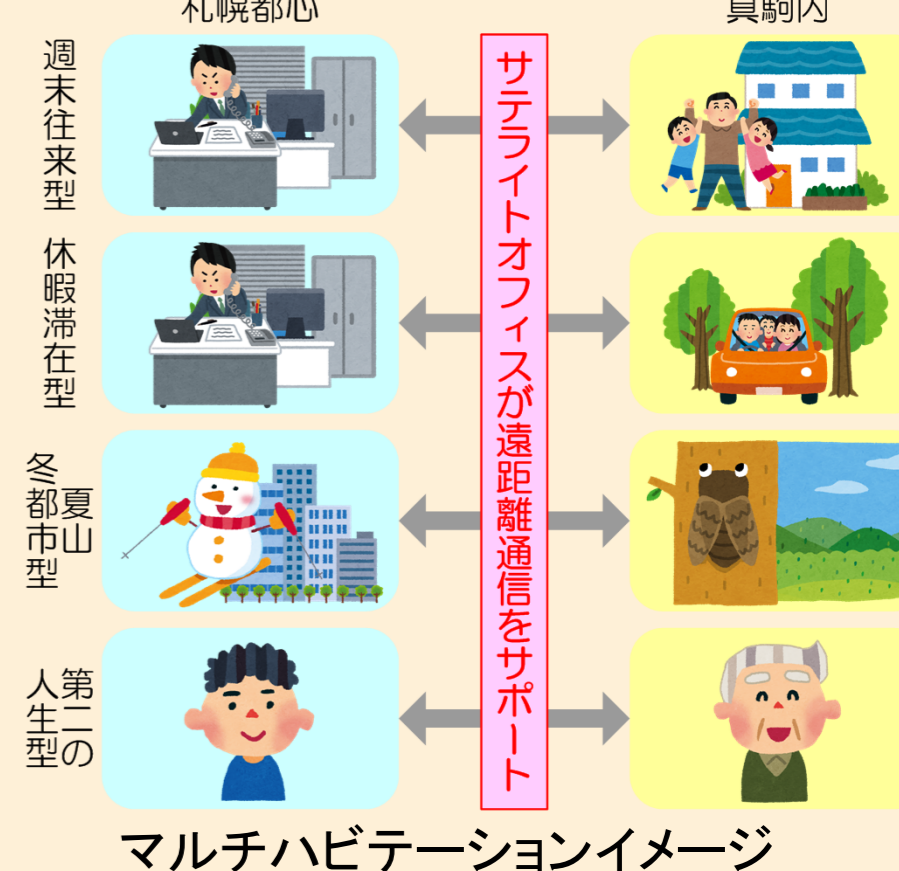 札幌都心
真駒内
週末往来型
サテライトオフィスが遠距離通信をサポート
休暇滞在型
夏山
冬都市型
第二の
人生型
マルチハビテーションイメージ